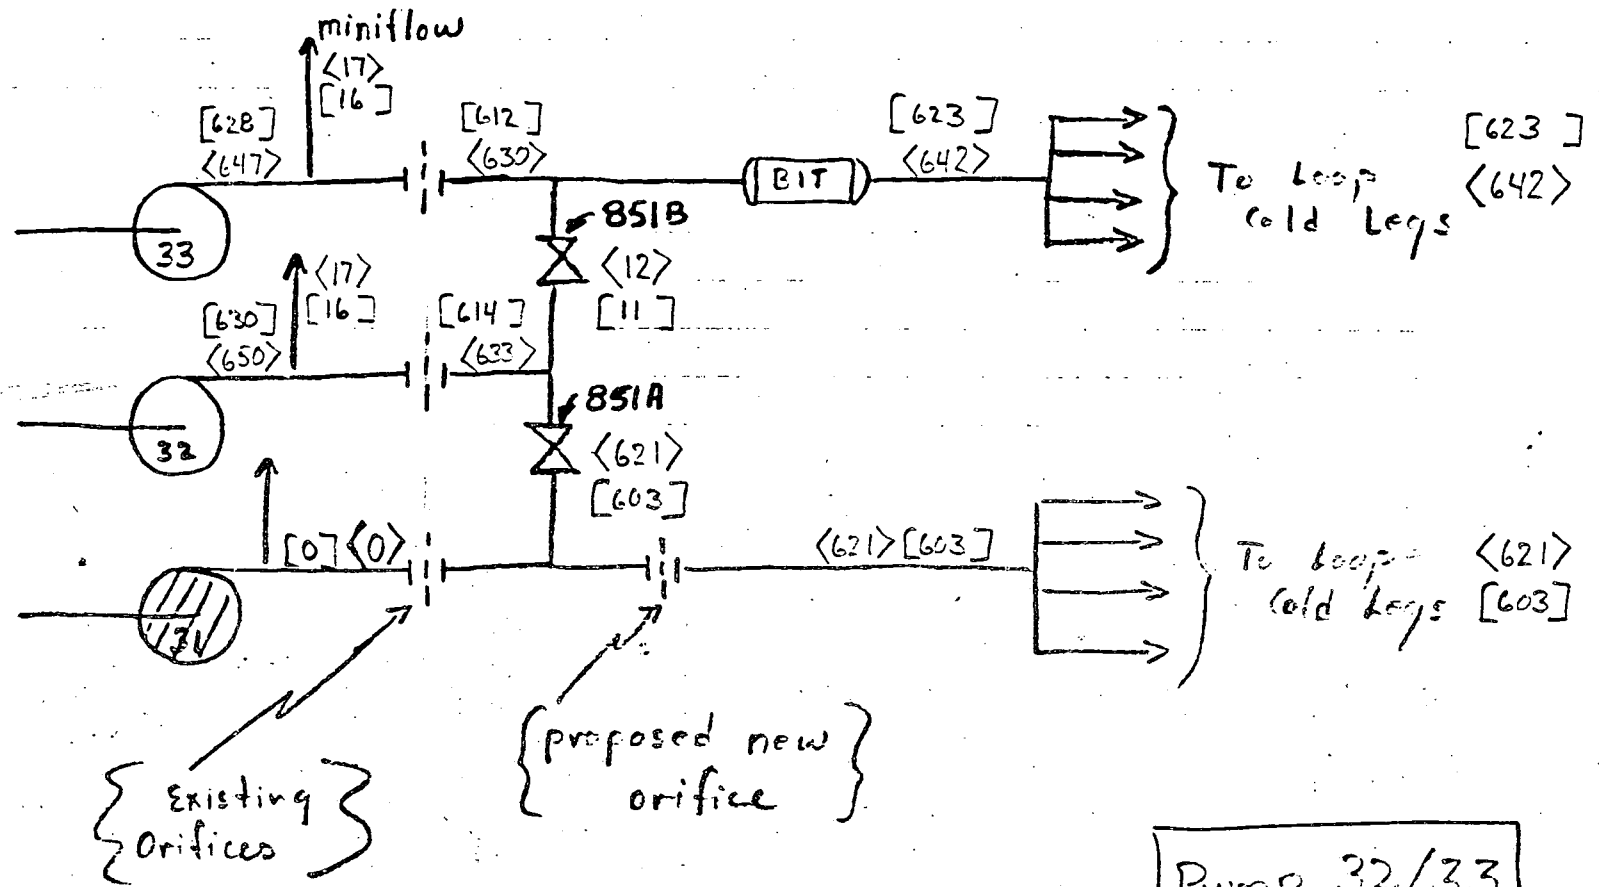 miniflow
<17>
[16]
[628]
<647>
[612]
<630>
[623]
<642>
BIT
To Loop
Cold Legs
[623]
<642>
33
851B
<12>
[11]
<17>
[16]
[630]
<650>
[614]
<633>
32
851A
<621>
[603]
[0] <0>
<621> [603]
31
To Loop
Cold Legs
<621>
[603]
{proposed new
orifice}
{Existing
Orifices}
Pump 32/33